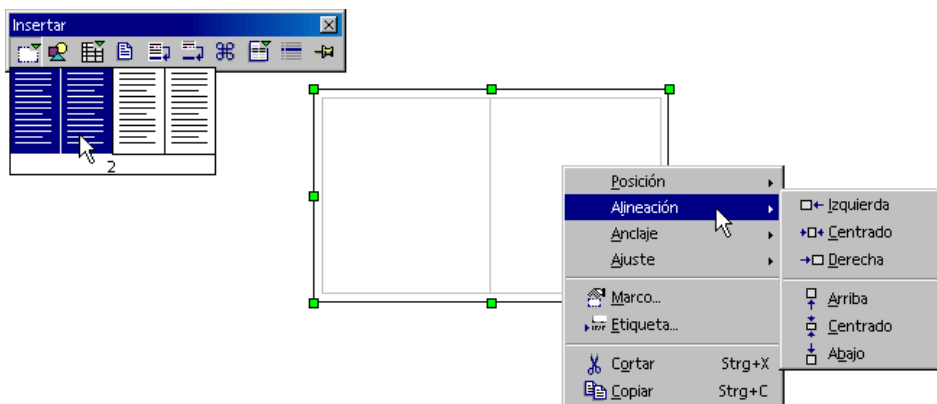 Insertar
2
Posición
Alineación
Anclaje
Ajuste
Marco...
Etiqueta...
Cortar Strg+X
Copiar Strg+C
Izquierda
Centrado
Derecha
Arriba
Centrado
Abajo